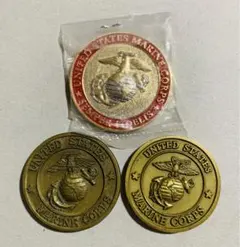 UNITED STATES MARINE CORPS
SEMPER FIDELIS
UNITED STATES
MARINE CORPS
UNITED STATES
MARINE CORPS